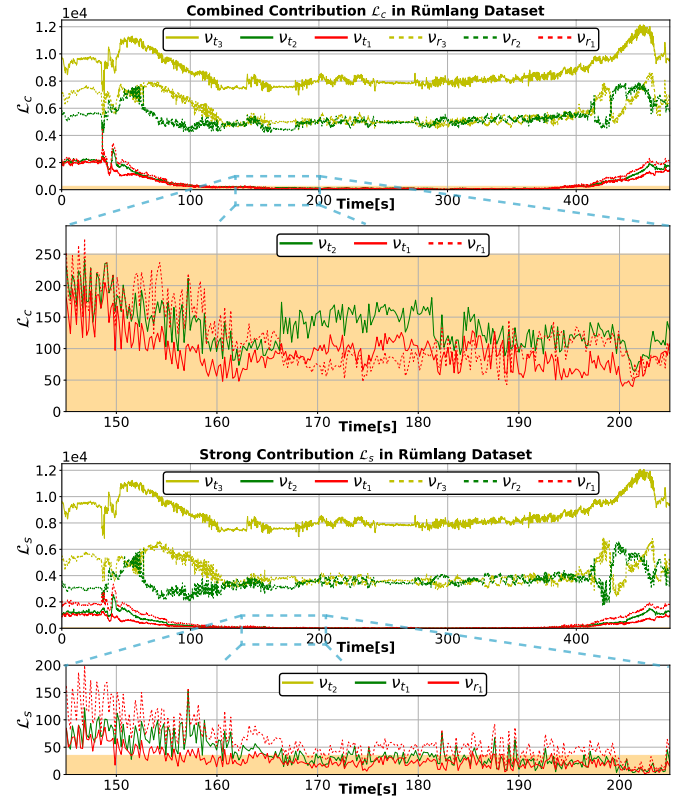 Combined Contribution ℒc in Rümlang Dataset
1e4
νt3 νt2 νt1 νr3 νr2 νr1
1.2
1.0
0.8
0.6
0.4
0.2
0.0
ℒc
0 100 200 300 400
Time[s]
νt2 νt1 νr1
250
200
150
100
50
0
ℒc
150 160 170 180 190 200
Time[s]
Strong Contribution ℒs in Rümlang Dataset
1e4
νt3 νt2 νt1 νr3 νr2 νr1
1.2
1.0
0.8
0.6
0.4
0.2
0.0
ℒs
0 100 200 300 400
Time[s]
νt2 νt1 νr1
200
150
100
50
0
ℒs
150 160 170 180 190 200
Time[s]